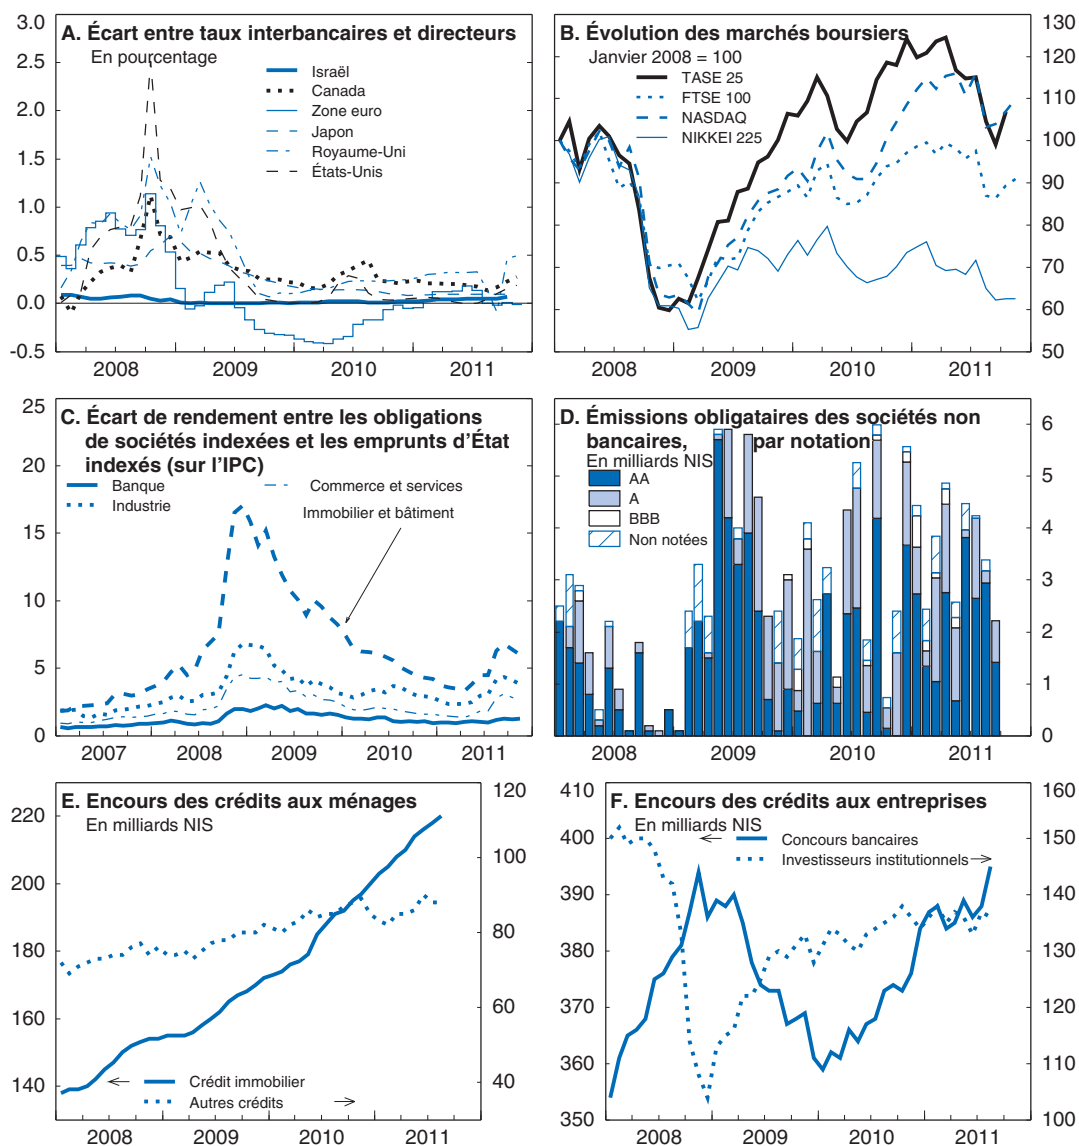 A. Écart entre taux interbancaires et directeurs
En pourcentage
Israël
Canada
Zone euro
Japon
Royaume-Uni
États-Unis
3.0
2.5
2.0
1.5
1.0
0.5
0.0
-0.5
2008 2009 2010 2011
B. Évolution des marchés boursiers
Janvier 2008 = 100
TASE 25
FTSE 100
NASDAQ
NIKKEI 225
130
120
110
100
90
80
70
60
50
2008 2009 2010 2011
C. Écart de rendement entre les obligations
de sociétés indexées et les emprunts d'État
indexés (sur l'IPC)
Banque
Industrie
Commerce et services
Immobilier et bâtiment
25
20
15
10
5
0
2007 2008 2009 2010 2011
D. Émissions obligataires des sociétés non
bancaires, par notation
En milliards NIS
AA
A
BBB
Non notées
6
5
4
3
2
1
0
2008 2009 2010 2011
E. Encours des crédits aux ménages
En milliards NIS
220
200
180
160
140
120
100
80
60
40
Crédit immobilier
Autres crédits
2008 2009 2010 2011
F. Encours des crédits aux entreprises
En milliards NIS
Concours bancaires
Investisseurs institutionnels
410
400
390
380
370
360
350
160
150
140
130
120
110
100
2008 2009 2010 2011